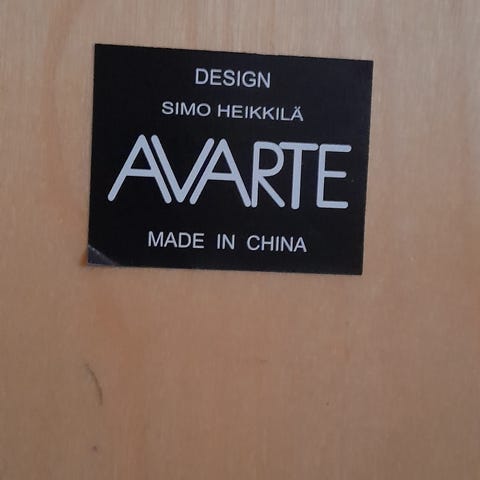 DESIGN
SIMO HEIKKILÄ
AVARTE
MADE IN CHINA